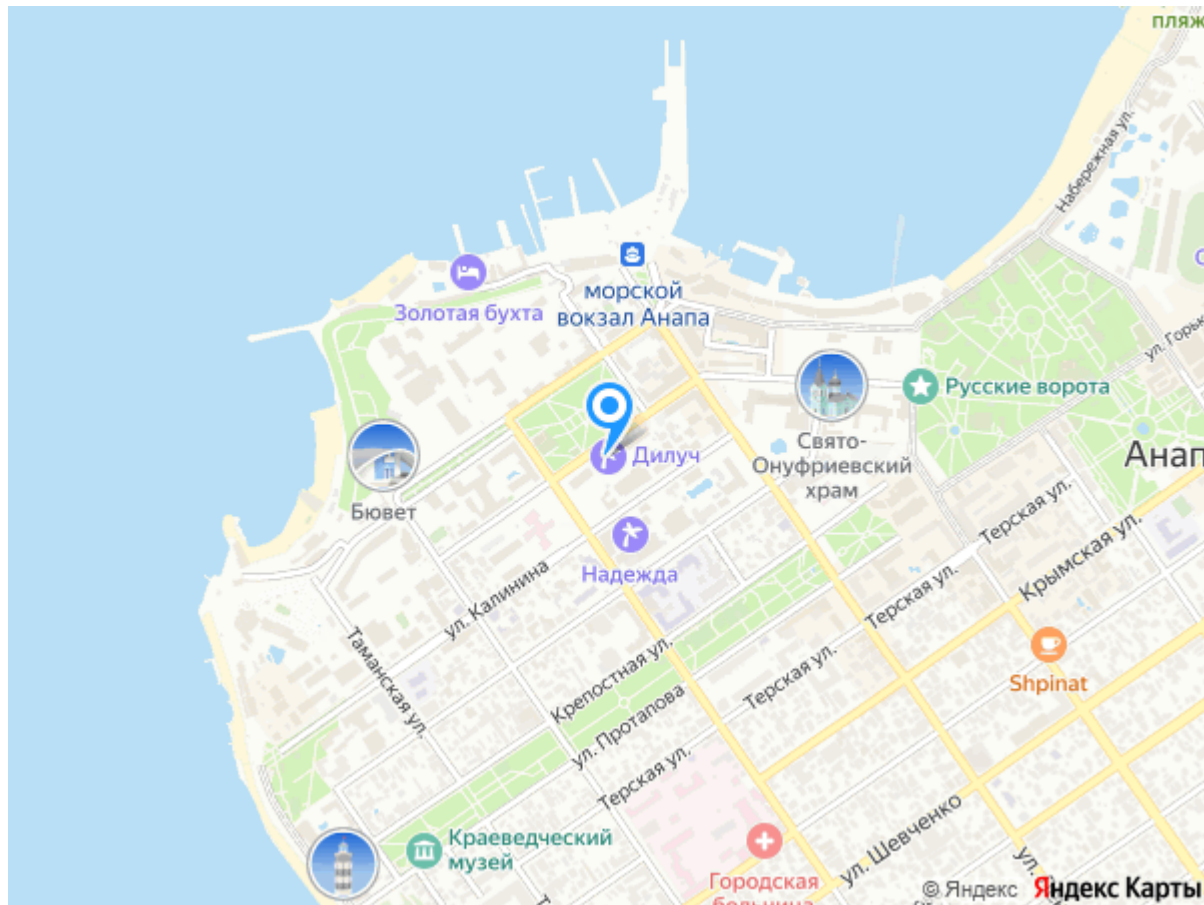 пляж
Набережная ул.
морской
вокзал Анапа
Золотая бухта
ул. Горьк
Русские ворота
Дилуч
Свято-
Онуфриевский
храм
Анап
Бювет
Надежда
ул. Калинина
Терская ул.
Крымская ул.
Терская ул.
Таманская ул.
Крепостная ул.
Терская ул.
Shpinat
ул. Протапова
Терская ул.
Краеведческий
музей
ул. Шевченко
Городская
больница
ул.
Т
© Яндекс Яндекс Карты